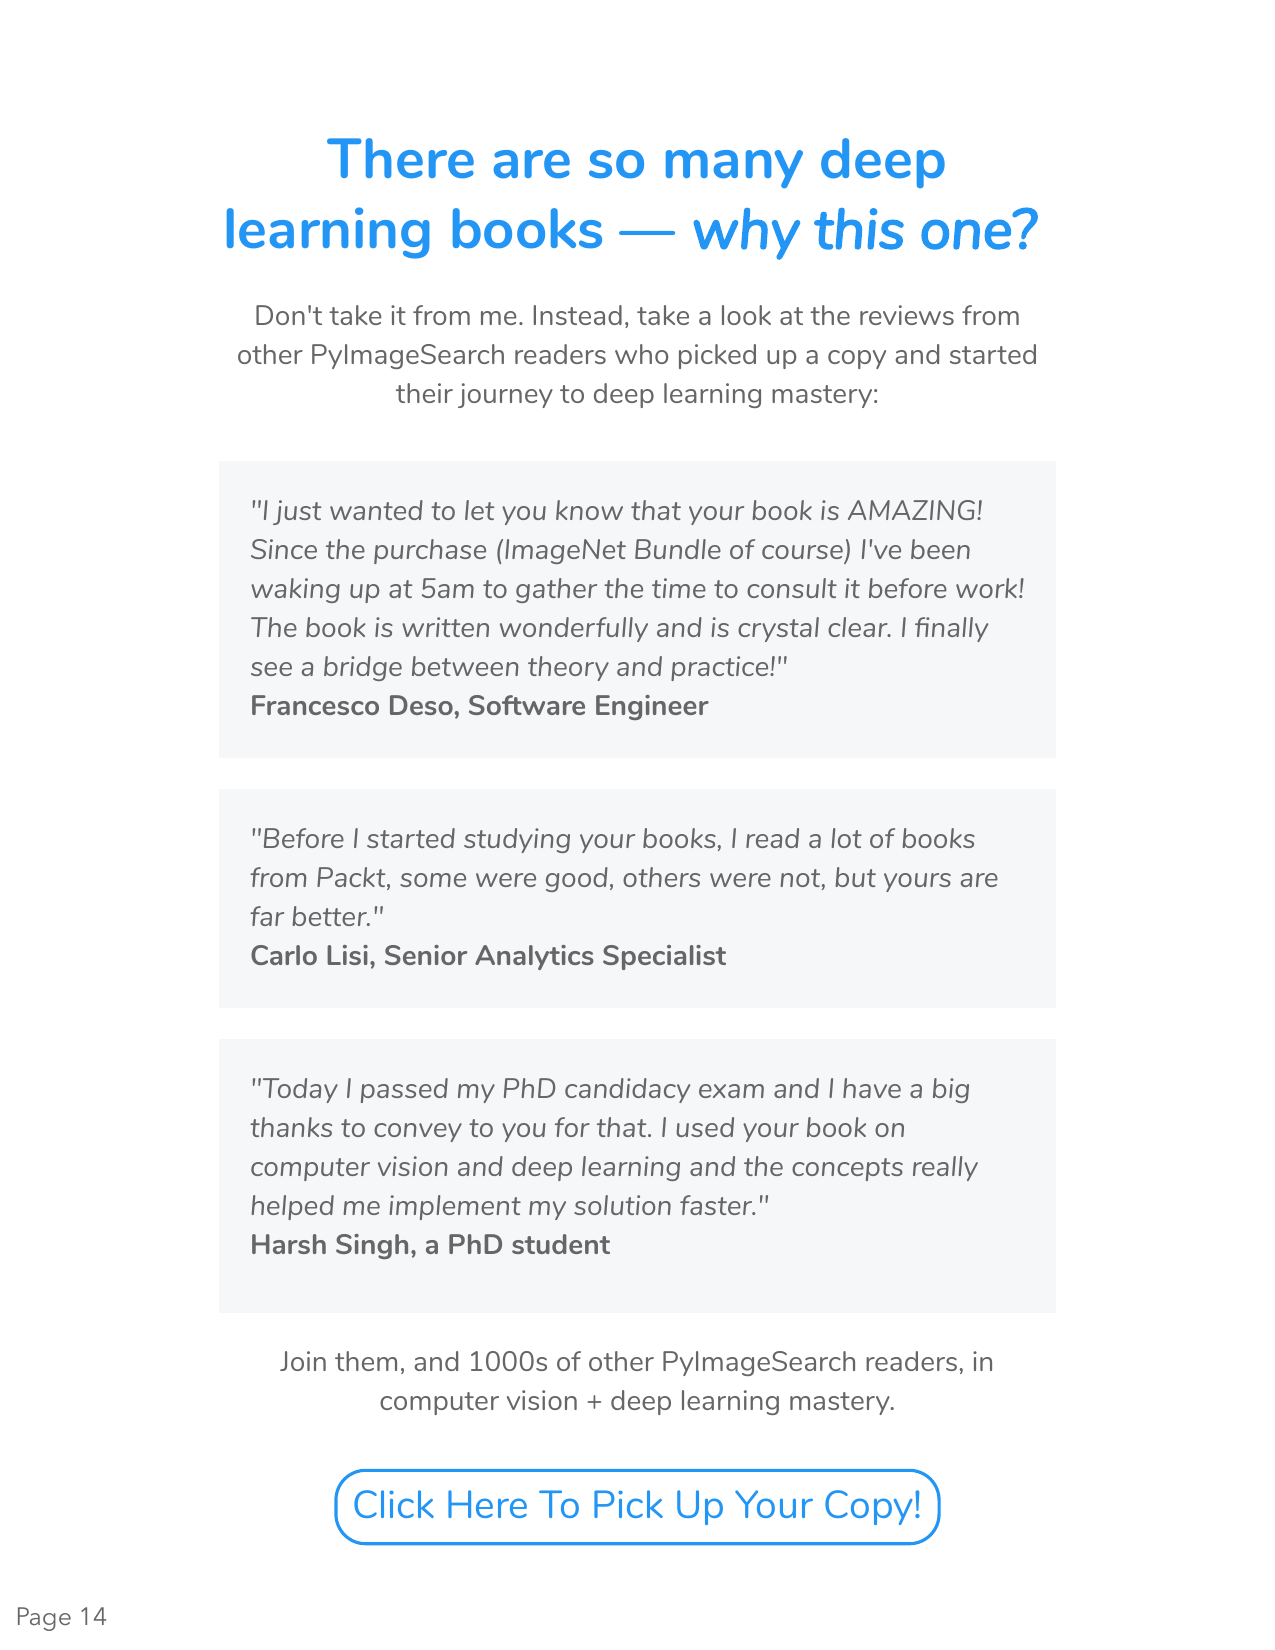 There are so many deep
learning books — why this one?
Don't take it from me. Instead, take a look at the reviews from
other PyImageSearch readers who picked up a copy and started
their journey to deep learning mastery:
"I just wanted to let you know that your book is AMAZING!
Since the purchase (ImageNet Bundle of course) I've been
waking up at 5am to gather the time to consult it before work!
The book is written wonderfully and is crystal clear. I finally
see a bridge between theory and practice!"
Francesco Deso, Software Engineer
"Before I started studying your books, I read a lot of books
from Packt, some were good, others were not, but yours are
far better."
Carlo Lisi, Senior Analytics Specialist
"Today I passed my PhD candidacy exam and I have a big
thanks to convey to you for that. I used your book on
computer vision and deep learning and the concepts really
helped me implement my solution faster."
Harsh Singh, a PhD student
Join them, and 1000s of other PyImageSearch readers, in
computer vision + deep learning mastery.
Click Here To Pick Up Your Copy!
Page 14